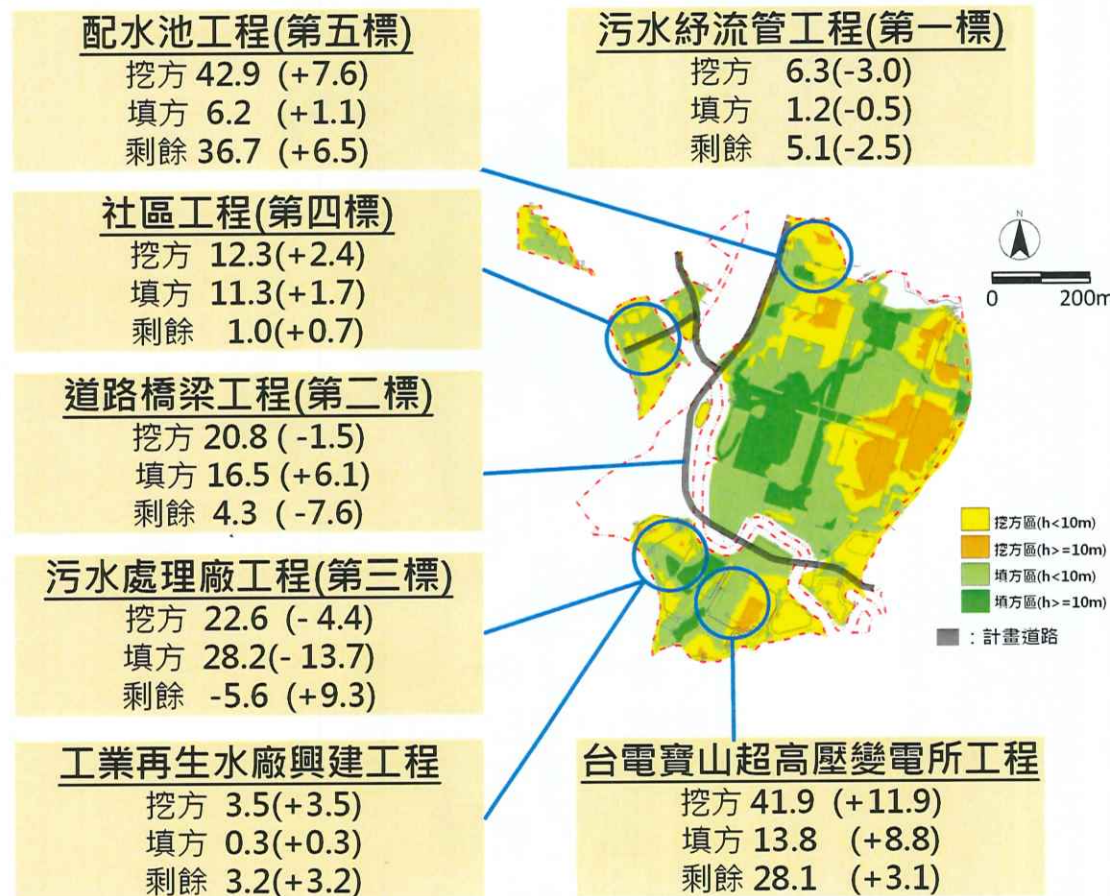 配水池工程(第五標)
挖方 42.9 (+7.6)
填方 6.2 (+1.1)
剩餘 36.7 (+6.5)
污水紓流管工程(第一標)
挖方 6.3(-3.0)
填方 1.2(-0.5)
剩餘 5.1(-2.5)
社區工程(第四標)
挖方 12.3(+2.4)
填方 11.3(+1.7)
剩餘 1.0(+0.7)
N
0 200m
道路橋梁工程(第二標)
挖方 20.8 ( -1.5)
填方 16.5 (+6.1)
剩餘 4.3 ( -7.6)
挖方區(h<10m)
挖方區(h>=10m)
填方區(h<10m)
填方區(h>=10m)
：計畫道路
污水處理廠工程(第三標)
挖方 22.6 (- 4.4)
填方 28.2(- 13.7)
剩餘 -5.6 (+9.3)
工業再生水廠興建工程
挖方 3.5(+3.5)
填方 0.3(+0.3)
剩餘 3.2(+3.2)
台電寶山超高壓變電所工程
挖方 41.9 (+11.9)
填方 13.8 (+8.8)
剩餘 28.1 (+3.1)